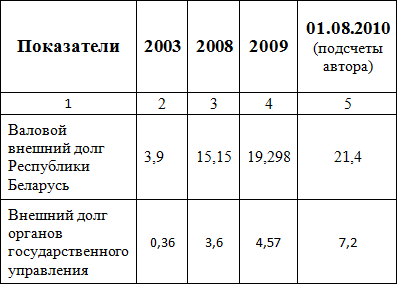 Показатели 2003 2008 2009 01.08.2010
(подсчеты
автора)
1 2 3 4 5
Валовой
внешний долг
Республики
Беларусь
3,9 15,15 19,298 21,4
Внешний долг
органов
государственного
управления
0,36 3,6 4,57 7,2